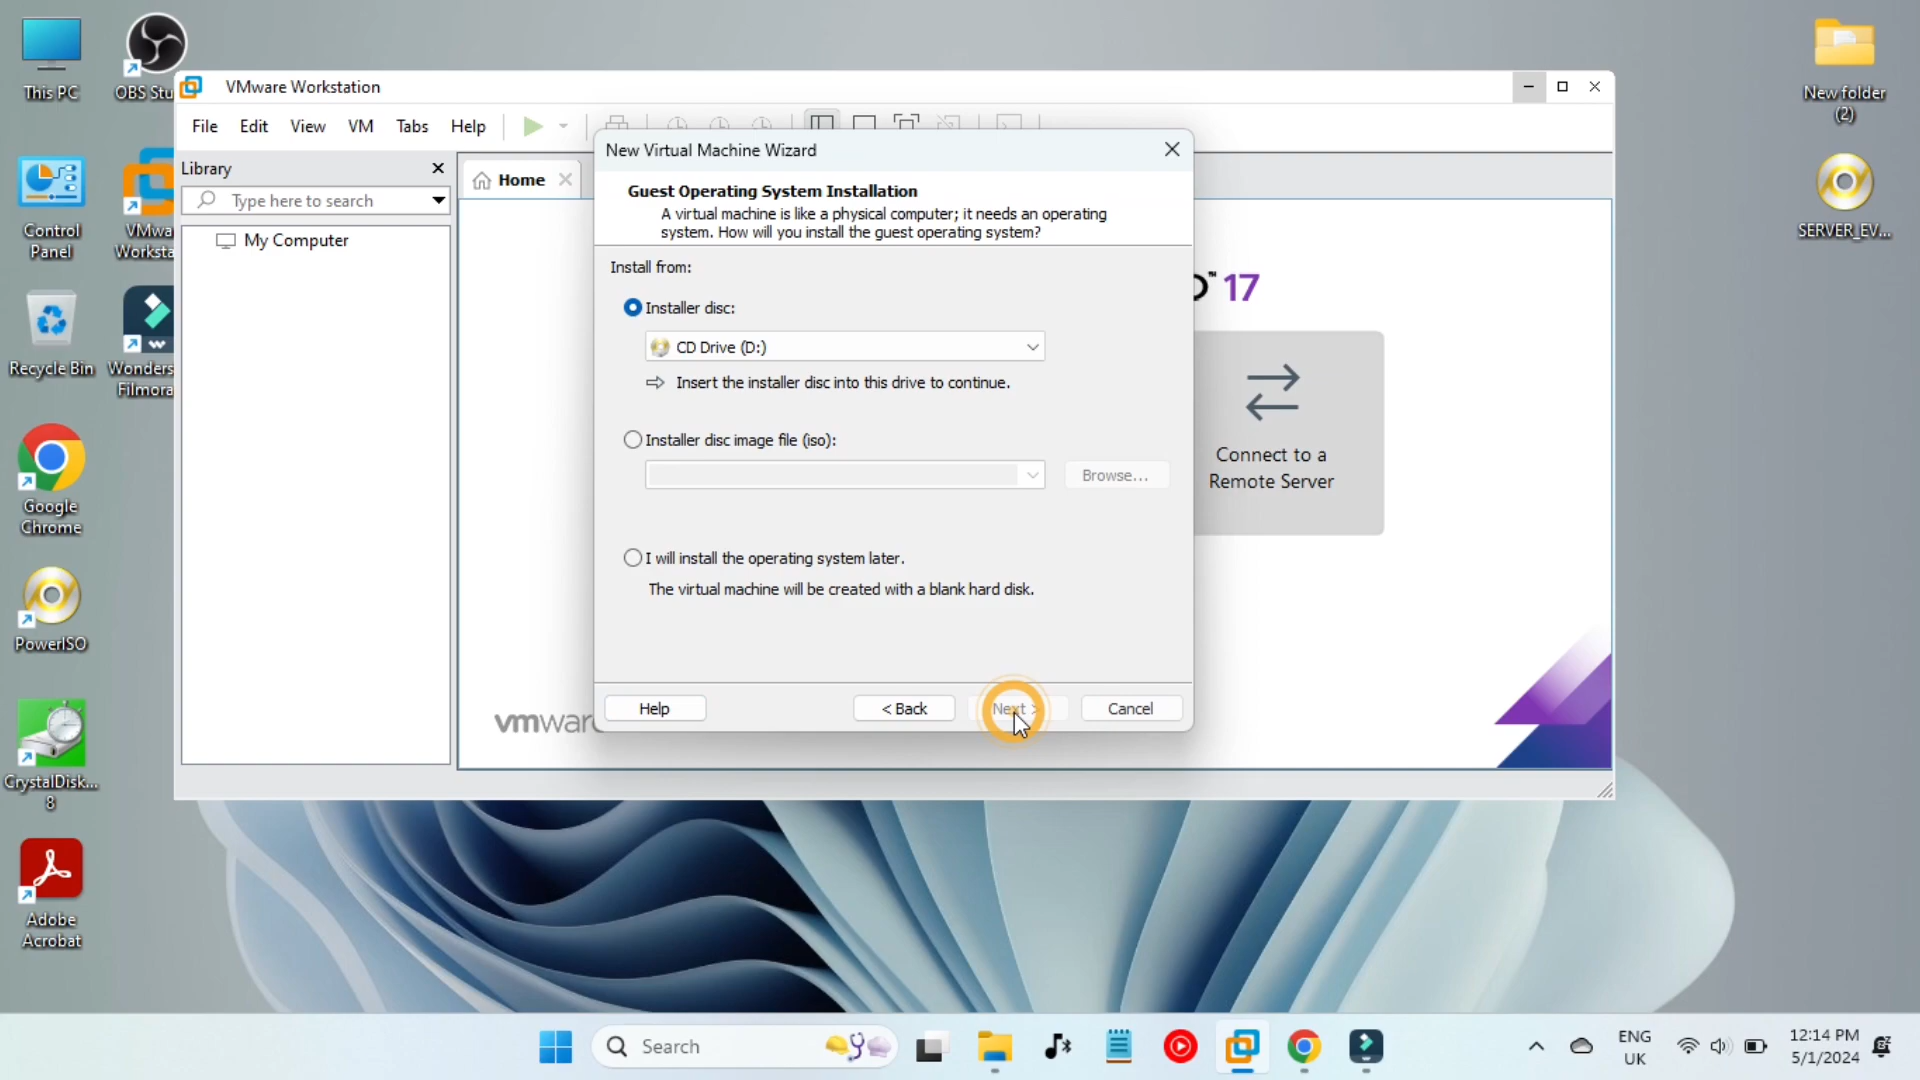 This PC
OBS Stu
Control
Panel
VMwa
Worksta
Recycle Bin
Wonders
Filmora
Google
Chrome
PowerISO
CrystalDisk...
8
Adobe
Acrobat
New folder
(2)
SERVER_EV...
VMware Workstation
File Edit View VM Tabs Help
Library
Type here to search
My Computer
Home
17
Connect to a
Remote Server
vmware
New Virtual Machine Wizard
Guest Operating System Installation
A virtual machine is like a physical computer; it needs an operating
system. How will you install the guest operating system?
Install from:
Installer disc:
CD Drive (D:)
Insert the installer disc into this drive to continue.
Installer disc image file (iso):
Browse...
I will install the operating system later.
The virtual machine will be created with a blank hard disk.
Help
< Back
Next >
Cancel
Search
ENG
UK
12:14 PM
5/1/2024